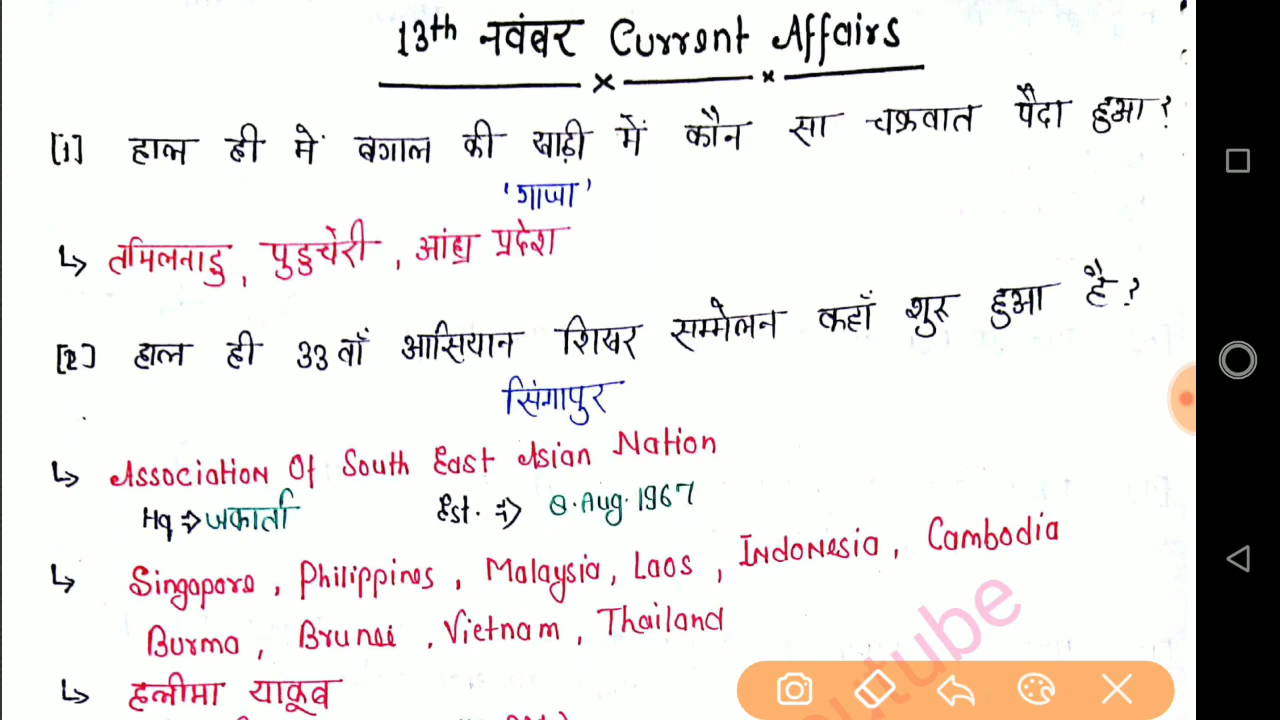 13th नवंबर Current Affairs
[1] हाल ही में बगाल की खाड़ी में कौन सा चक्रवात पैदा हुआ?
'गाजा'
↳ तमिलनाडु, पुडुचेरी, आंध्र प्रदेश
[2] हाल ही 33वाँ आसियान शिखर सम्मेलन कहाँ शुरू हुआ है?
सिंगापुर
↳ Association Of South East Asian Nation
Hq ⇒ जकार्ता Est. ⇒ 8.Aug.1967
↳ Singapore, Philippines, Malaysia, Laos, Indonesia, Cambodia
Burma, Brunei, Vietnam, Thailand
↳ हलीमा याकूब
utube